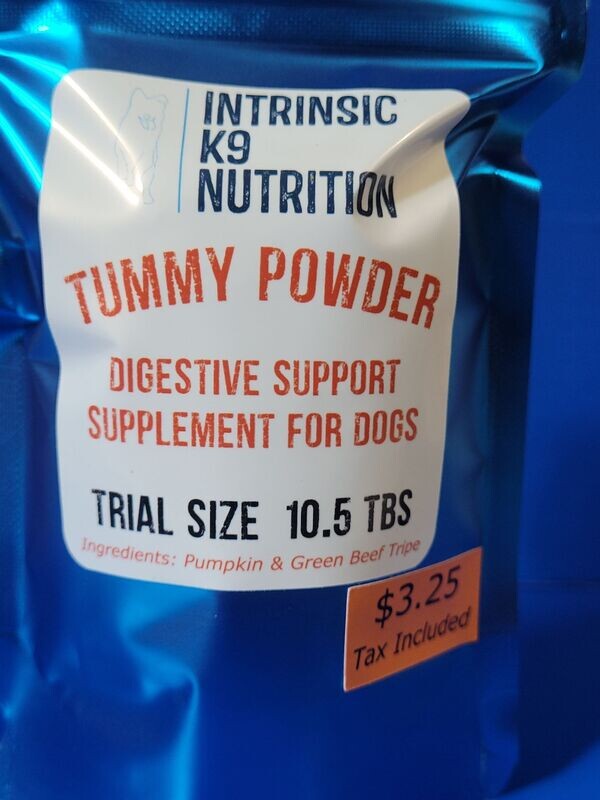 INTRINSIC
K9
NUTRITION
TUMMY POWDER
DIGESTIVE SUPPORT
SUPPLEMENT FOR DOGS
TRIAL SIZE 10.5 TBS
Ingredients: Pumpkin & Green Beef Tripe
$3.25
Tax Included